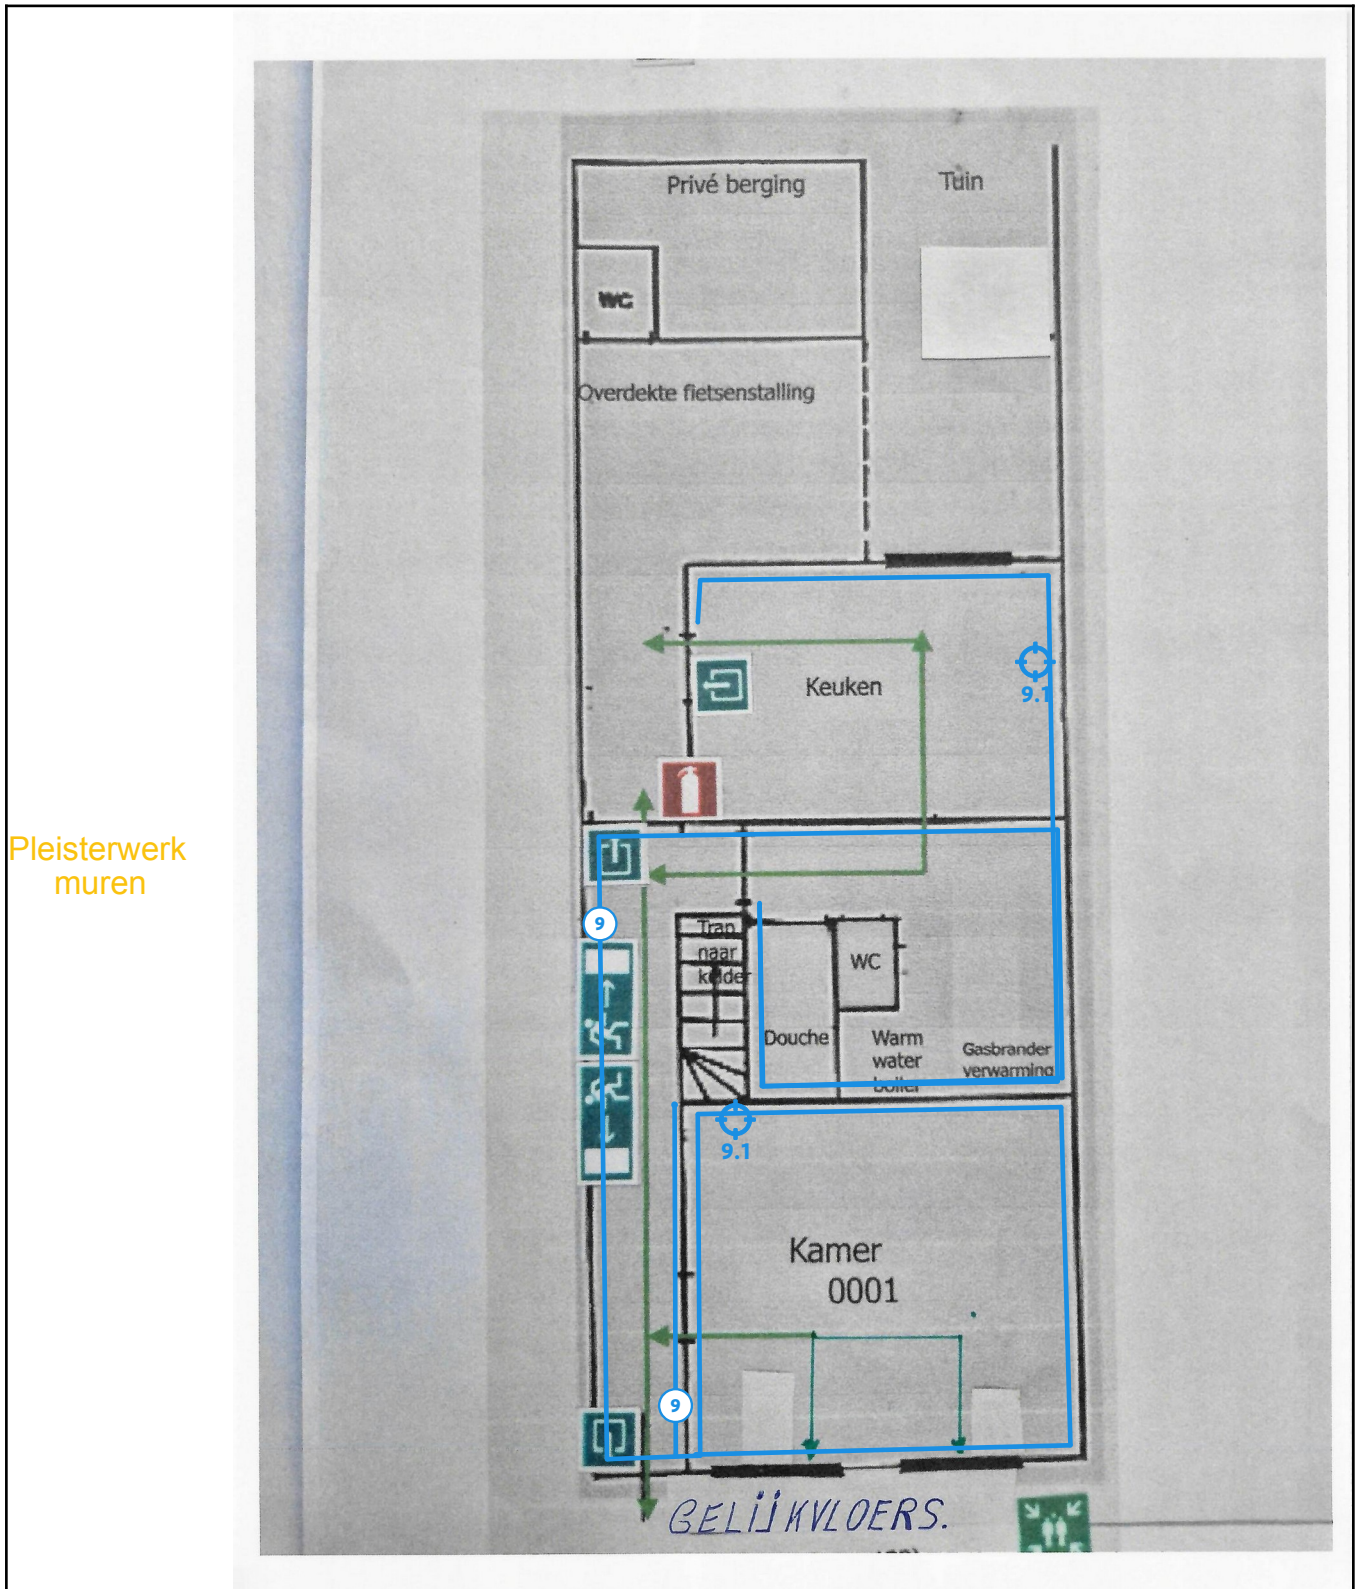 Privé berging
Tuin
WC
Overdekte fietsenstalling
Keuken
9.1
Pleisterwerk
muren
9
Trap
naar
kelder
WC
Douche
Warm
water
boiler
Gasbrander
verwarming
9.1
Kamer
0001
9
GELIJKVLOERS.